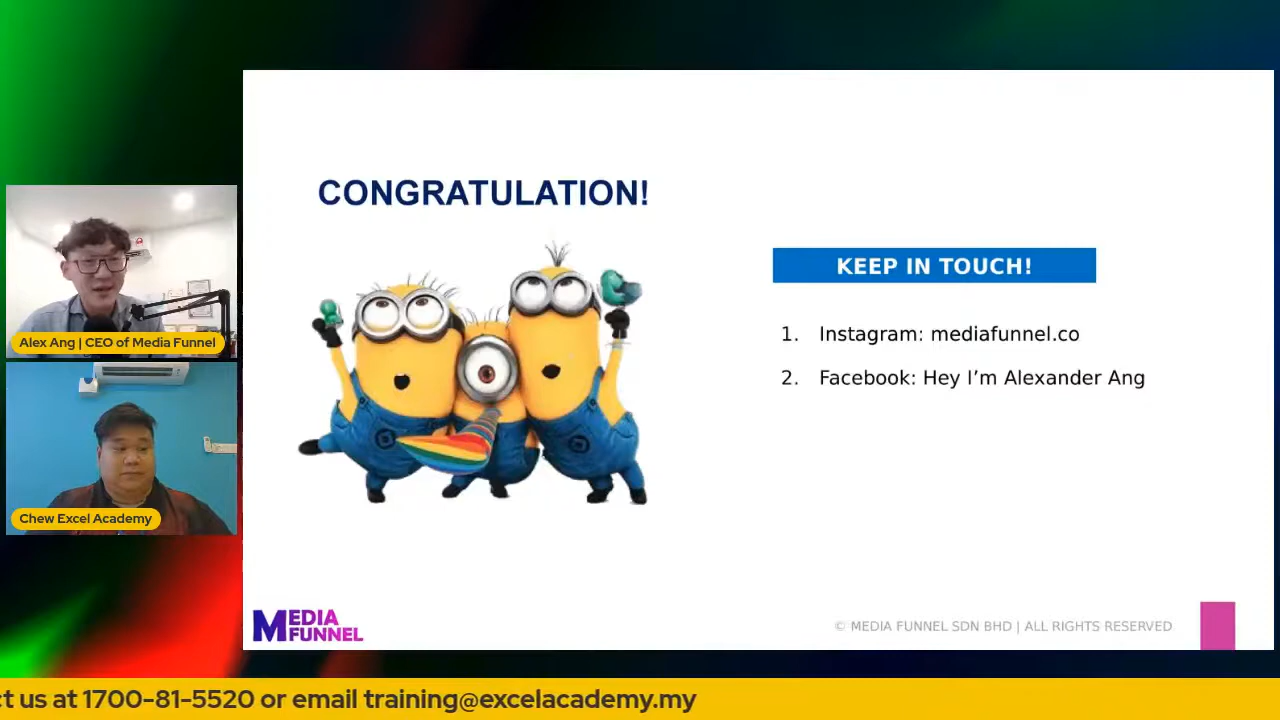 CONGRATULATION!
KEEP IN TOUCH!
1. Instagram: mediafunnel.co
2. Facebook: Hey I’m Alexander Ang
Alex Ang | CEO of Media Funnel
Chew Excel Academy
MEDIA
FUNNEL
© MEDIA FUNNEL SDN BHD | ALL RIGHTS RESERVED
ct us at 1700-81-5520 or email training@excelacademy.my